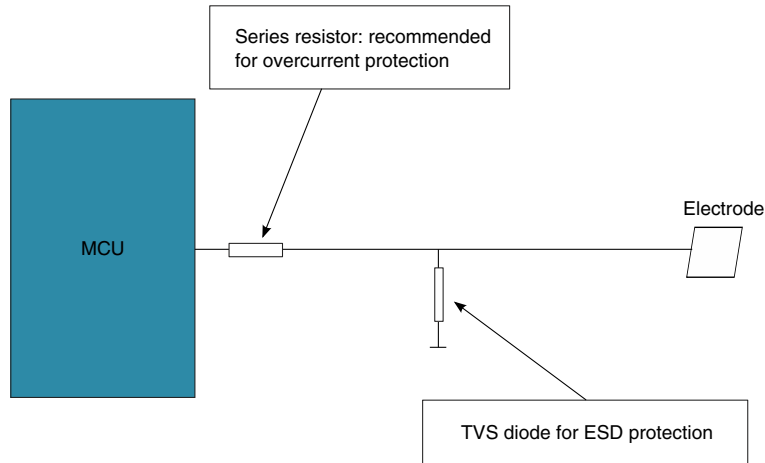 Series resistor: recommended
for overcurrent protection
Electrode
MCU
TVS diode for ESD protection